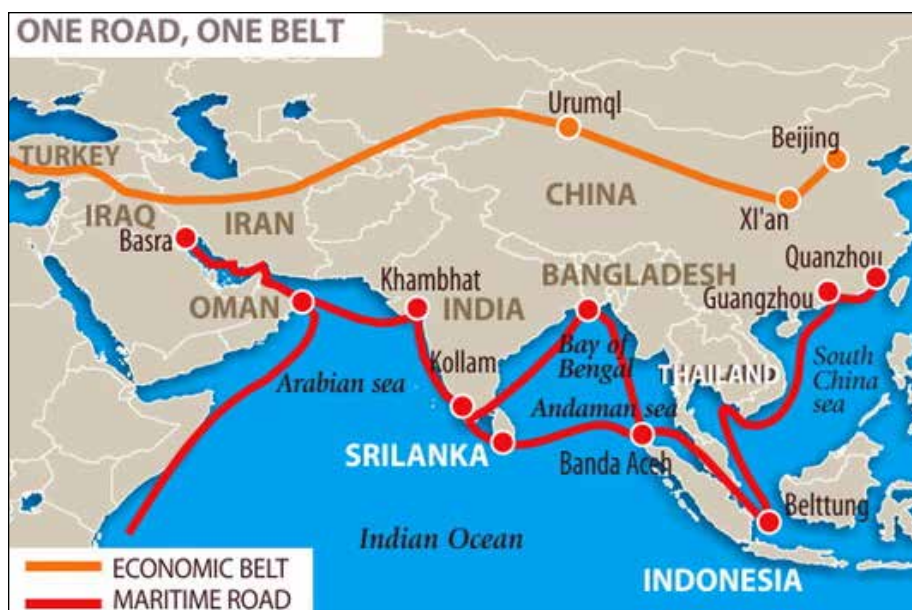 ONE ROAD, ONE BELT
Urumql
Beijing
TURKEY
CHINA
XI'an
IRAQ
IRAN
Basra
Quanzhou
Khambhat
BANGLADESH
Guangzhou
OMAN
INDIA
Kollam
Bay of
Bengal
South
China
sea
THAILAND
Arabian sea
Andaman sea
SRILANKA
Banda Aceh
Belttung
Indian Ocean
ECONOMIC BELT
MARITIME ROAD
INDONESIA